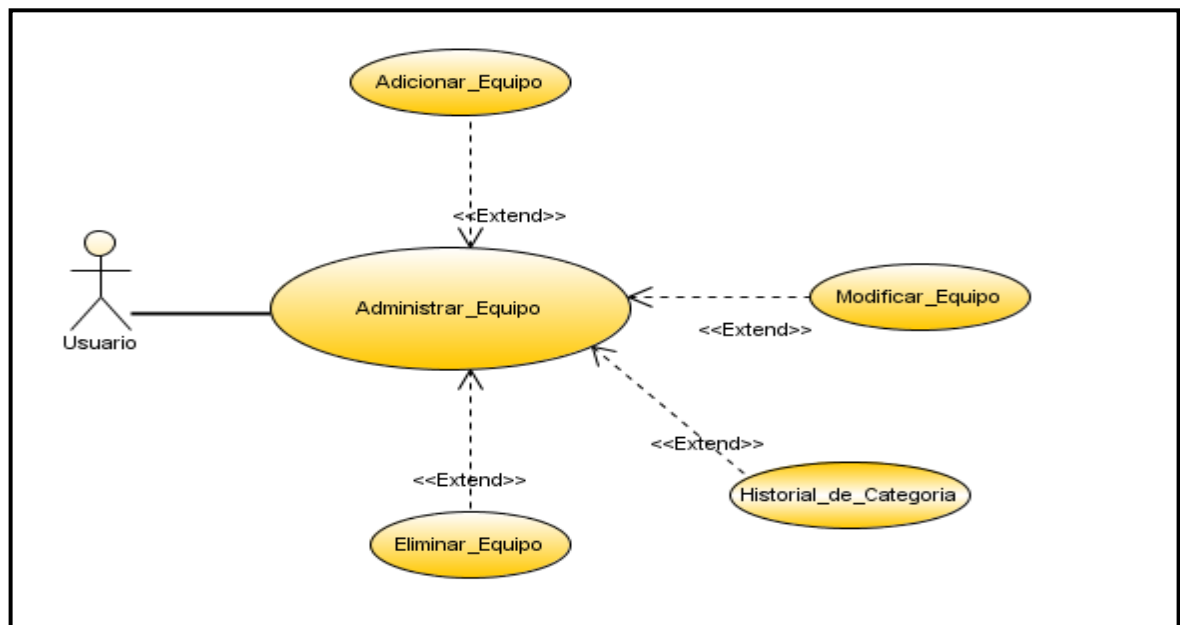 Adicionar_Equipo
<<Extend>>
Administrar_Equipo
Modificar_Equipo
<<Extend>>
Usuario
<<Extend>>
<<Extend>>
Historial_de_Categoria
Eliminar_Equipo